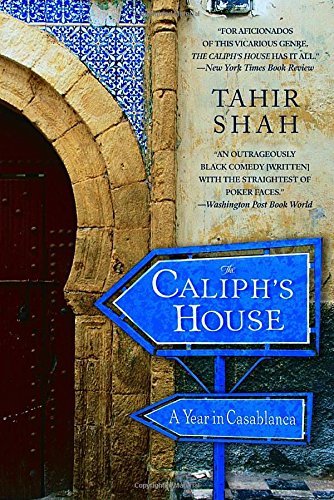 “FOR AFICIONADOS
OF THIS VICARIOUS GENRE,
THE CALIPH’S HOUSE HAS IT ALL.”
—New York Times Book Review
TAHIR
SHAH
“AN OUTRAGEOUSLY
BLACK COMEDY [WRITTEN]
WITH THE STRAIGHTEST OF
POKER FACES.”
—Washington Post Book World
The
CALIPH’S
HOUSE
A Year in Casablanca
Copyrighted Material